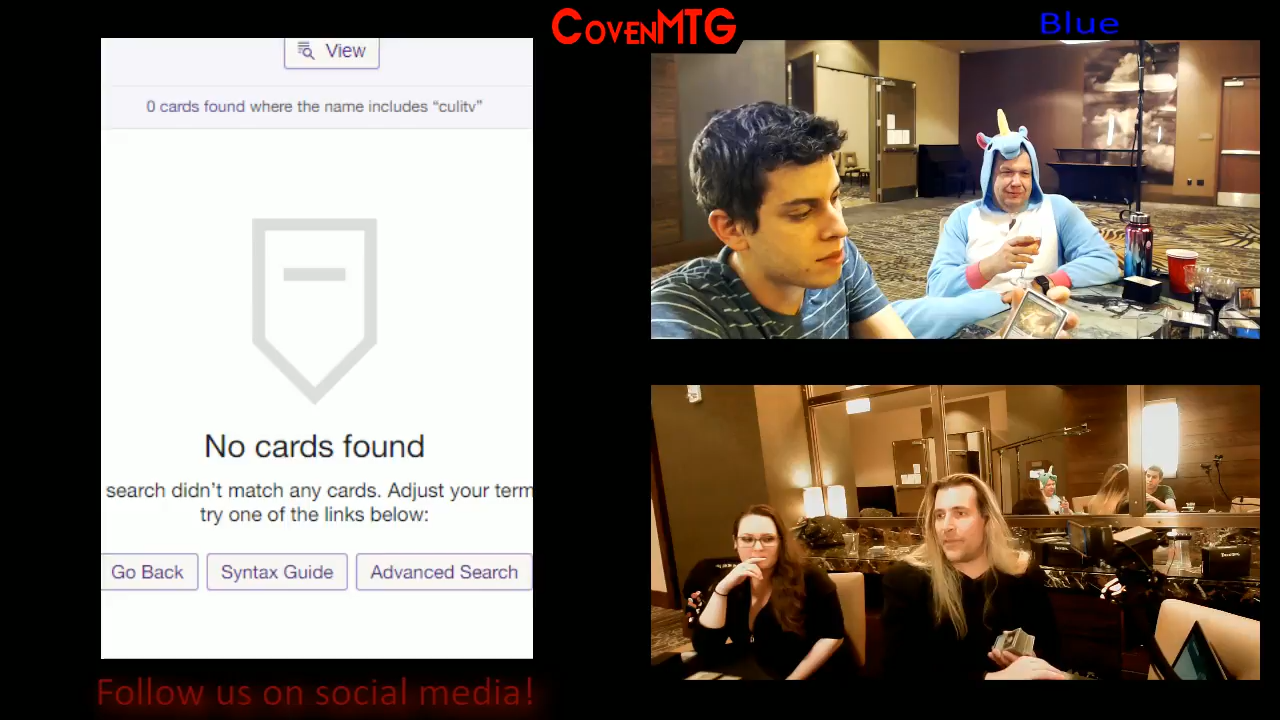 COVENMTG
Blue
View
0 cards found where the name includes “culitv”
No cards found
search didn’t match any cards. Adjust your term
try one of the links below:
Go Back
Syntax Guide
Advanced Search
Follow us on social media!